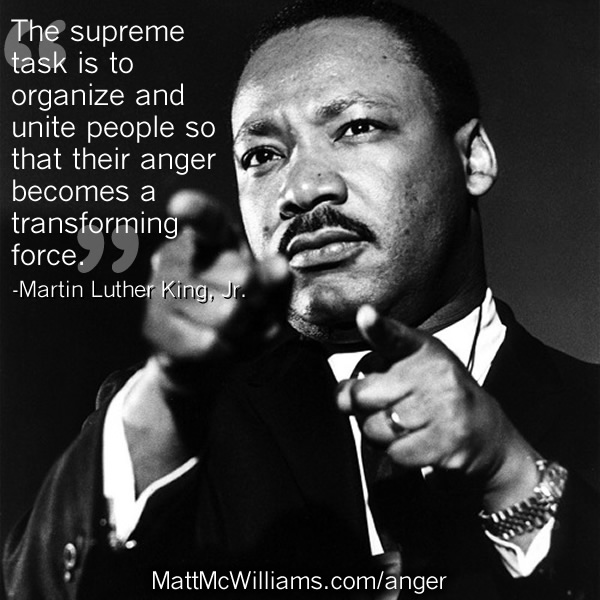 The supreme
task is to
organize and
unite people so
that their anger
becomes a
transforming
force.
-Martin Luther King, Jr.
MattMcWilliams.com/anger